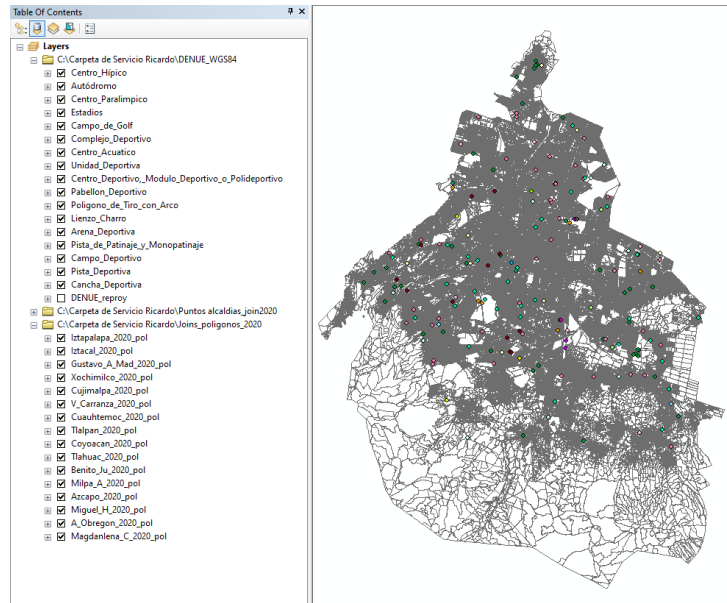 Table Of Contents
Layers
C:\Carpeta de Servicio Ricardo\DENUE_WGS84
Centro_Hípico
Autódromo
Centro_Paralimpico
Estadios
Campo_de_Golf
Complejo_Deportivo
Centro_Acuatico
Unidad_Deportiva
Centro_Deportivo,_Modulo_Deportivo_o_Polideportivo
Pabellon_Deportivo
Poligono_de_Tiro_con_Arco
Lienzo_Charro
Arena_Deportiva
Pista_de_Patinaje_y_Monopatinaje
Campo_Deportivo
Pista_Deportiva
Cancha_Deportiva
DENUE_reproy
C:\Carpeta de Servicio Ricardo\Puntos alcaldias_join2020
C:\Carpeta de Servicio Ricardo\Joins_poligonos_2020
Iztapalapa_2020_pol
Iztacal_2020_pol
Gustavo_A_Mad_2020_pol
Xochimilco_2020_pol
Cujimalpa_2020_pol
V_Carranza_2020_pol
Cuauhtemoc_2020_pol
Tlalpan_2020_pol
Coyoacan_2020_pol
Tlahuac_2020_pol
Benito_Ju_2020_pol
Milpa_A_2020_pol
Azcapo_2020_pol
Miguel_H_2020_pol
A_Obregon_2020_pol
Magdanlena_C_2020_pol